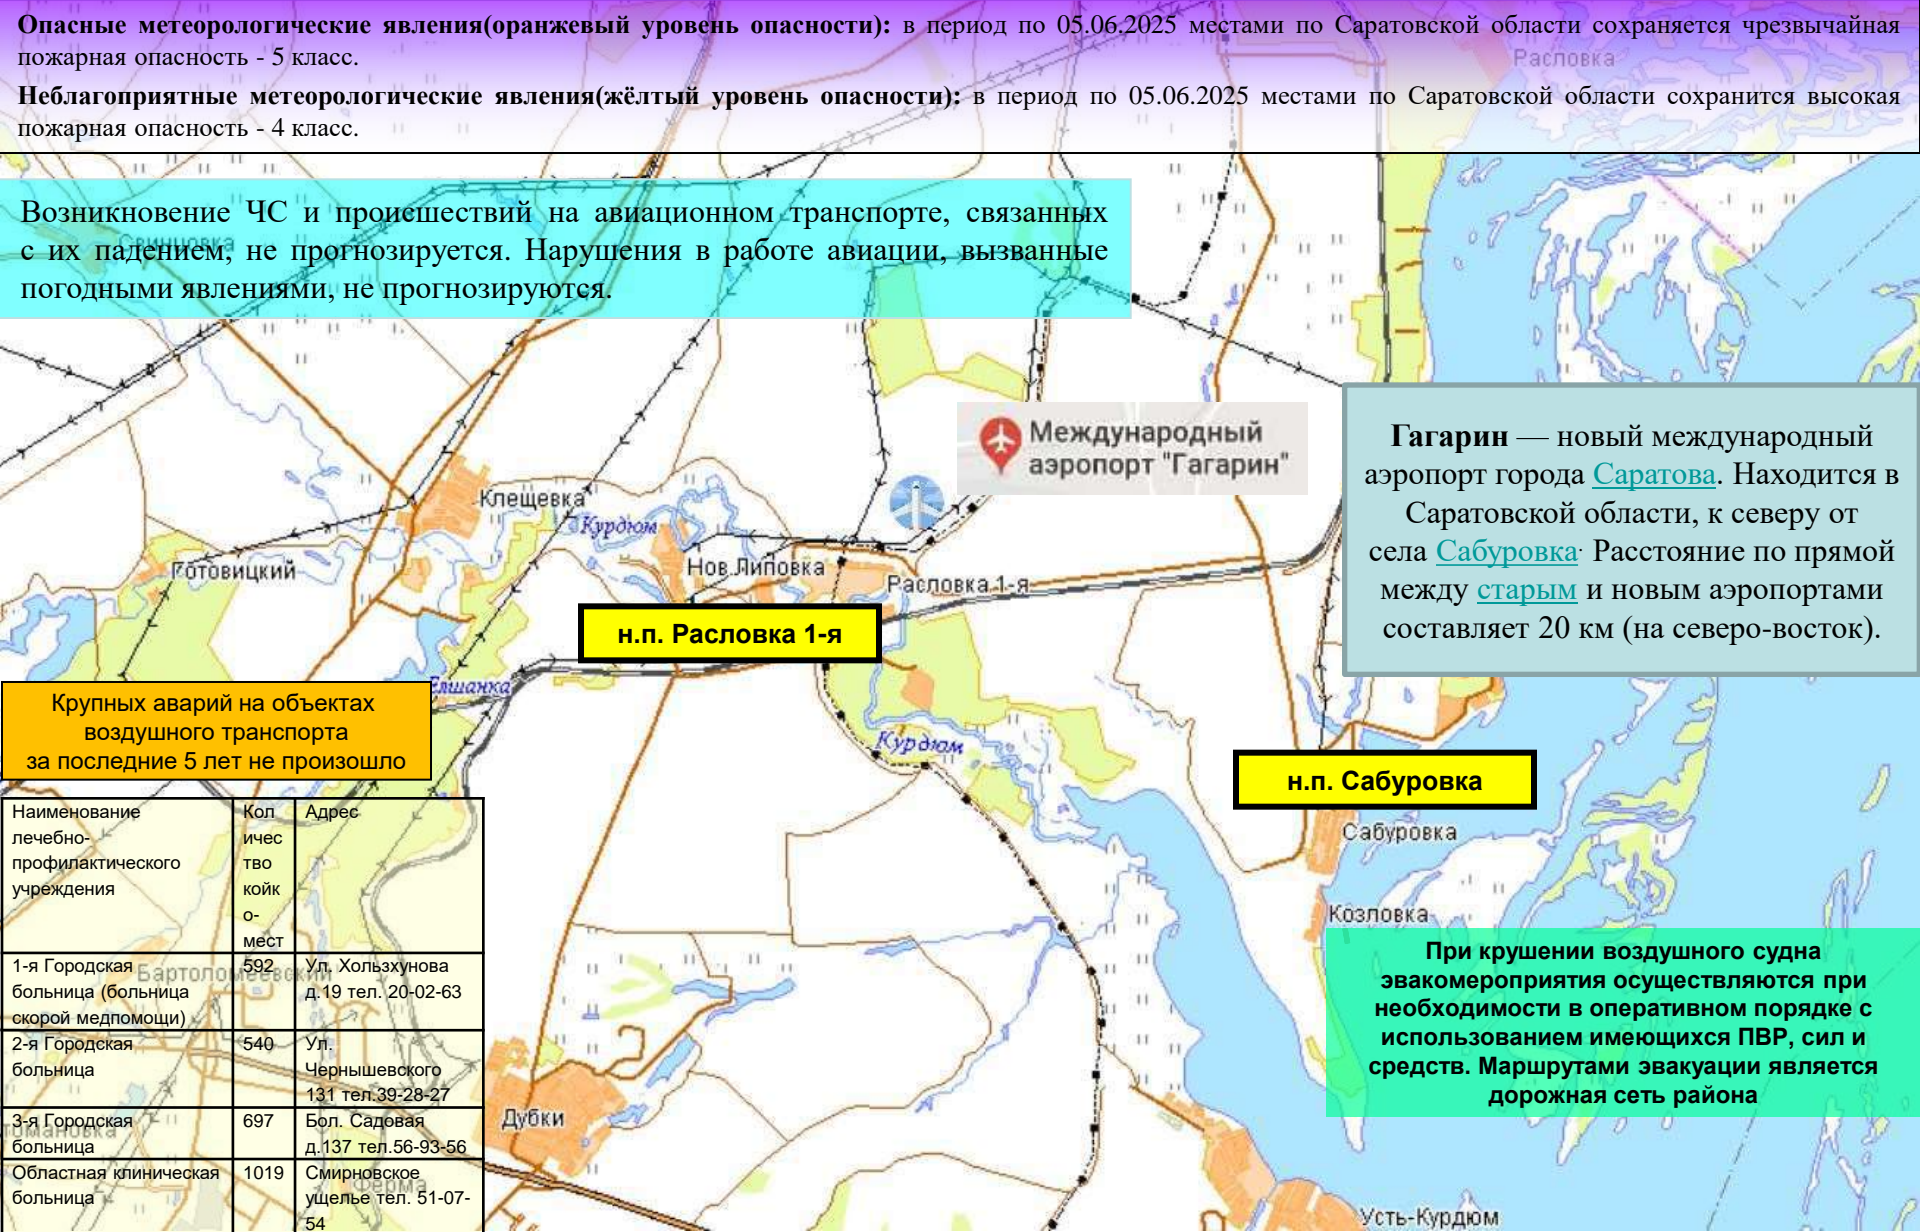 Опасные метеорологические явления(оранжевый уровень опасности): в период по 05.06.2025 местами по Саратовской области сохраняется чрезвычайная
пожарная опасность - 5 класс.
Неблагоприятные метеорологические явления(жёлтый уровень опасности): в период по 05.06.2025 местами по Саратовской области сохранится высокая
пожарная опасность - 4 класс.
Расловка
Возникновение ЧС и происшествий на авиационном транспорте, связанных
с их падением, не прогнозируется. Нарушения в работе авиации, вызванные
погодными явлениями, не прогнозируются.
Свинцовка
Международный
аэропорт "Гагарин"
Гагарин — новый международный
аэропорт города Саратова. Находится в
Саратовской области, к северу от
села Сабуровка. Расстояние по прямой
между старым и новым аэропортами
составляет 20 км (на северо-восток).
Клещевка
Курдюм
Готовицкий
Нов.Липовка
Расловка 1-я
н.п. Расловка 1-я
Елшанка
Крупных аварий на объектах
воздушного транспорта
за последние 5 лет не произошло
Курдюм
н.п. Сабуровка
Сабуровка
Козловка
Наименование
лечебно-
профилактического
учреждения
Кол
ичес
тво
койк
о-
мест
Адрес
1-я Городская
больница (больница
скорой медпомощи)
592
Ул. Хользхунова
д.19 тел. 20-02-63
Бартоломеевский
2-я Городская
больница
540
Ул.
Чернышевского
131 тел.39-28-27
3-я Городская
больница
697
Бол. Садовая
д.137 тел.56-93-56
Областная клиническая
больница
1019
Смирновское
ущелье тел. 51-07-
54
Ферма
Дубки
При крушении воздушного судна
эвакомероприятия осуществляются при
необходимости в оперативном порядке с
использованием имеющихся ПВР, сил и
средств. Маршрутами эвакуации является
дорожная сеть района
Усть-Курдюм